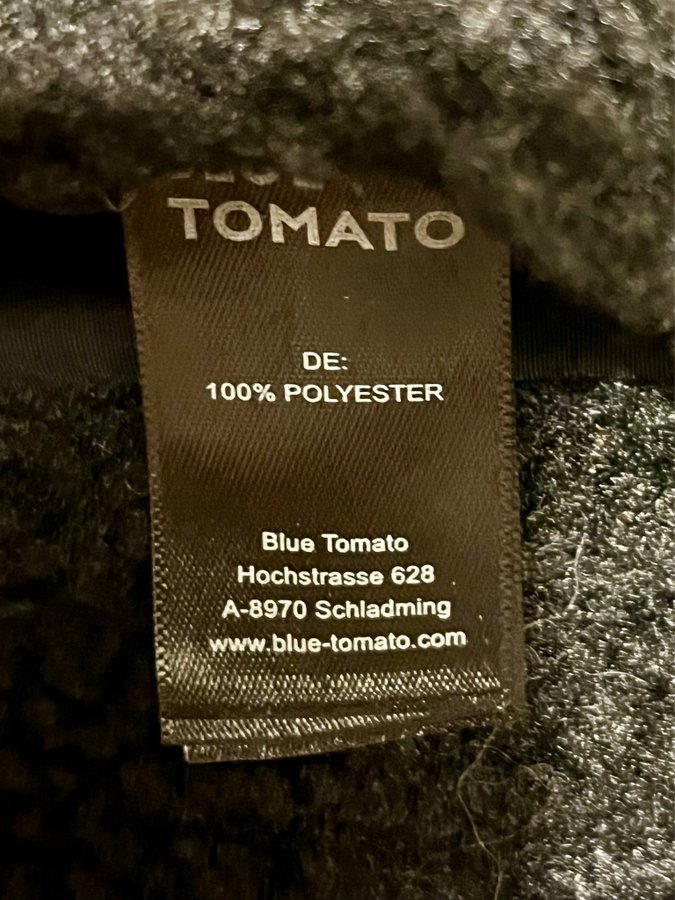 TOMATO
DE:
100% POLYESTER
Blue Tomato
Hochstrasse 628
A-8970 Schladming
www.blue-tomato.com